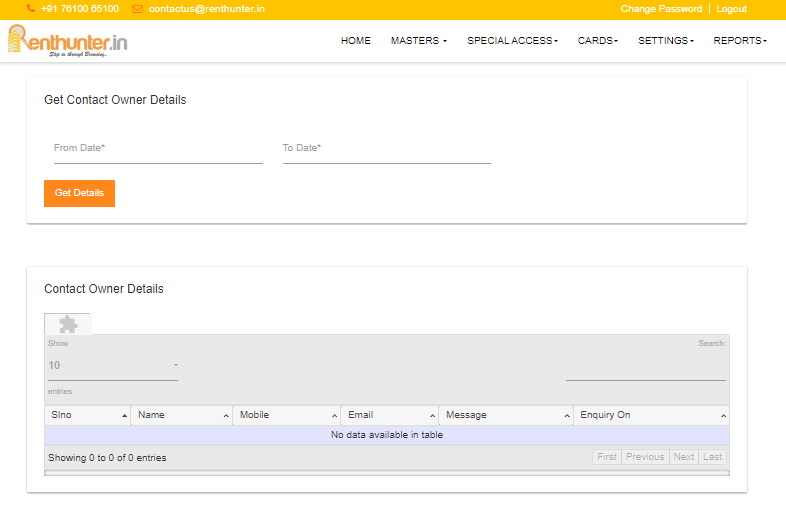 +91 76100 65100 contactus@renthunter.in Change Password | Logout
Renthunter.in
Step in through Browsing..
HOME MASTERS SPECIAL ACCESS CARDS SETTINGS REPORTS
Get Contact Owner Details
From Date* To Date*
Get Details
Contact Owner Details
Show Search:
10
entries
Slno Name Mobile Email Message Enquiry On
No data available in table
Showing 0 to 0 of 0 entries First Previous Next Last